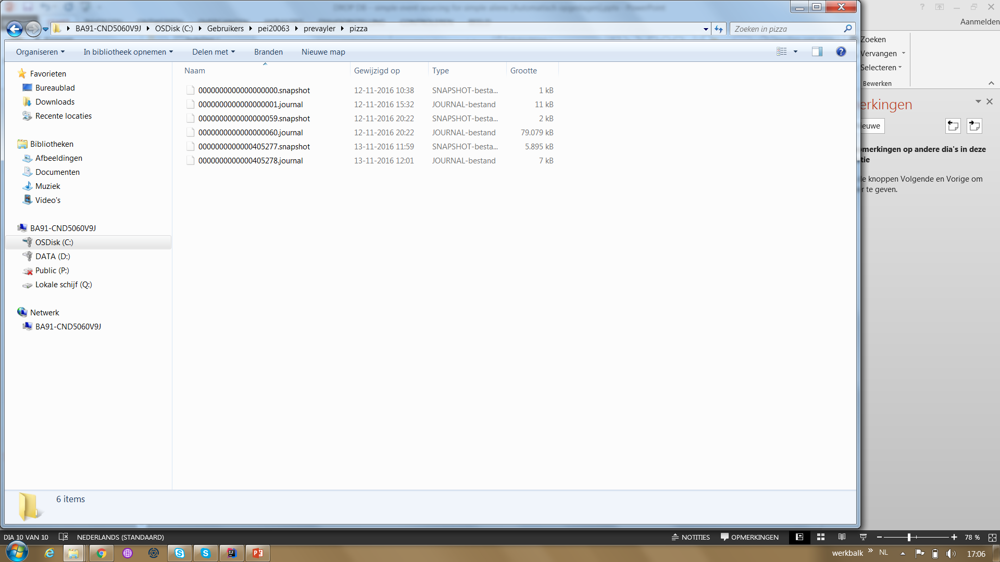 BA91-CND5060V9J OSDisk (C:) Gebruikers pei20063 prevayler pizza
Zoeken in pizza
Aanmelden
Organiseren In bibliotheek opnemen Delen met Branden Nieuwe map
Zoeken
Vervangen
Selecteren
Bewerken
Naam Gewijzigd op Type Grootte
0000000000000000000.snapshot 12-11-2016 10:38 SNAPSHOT-besta... 1 kB
0000000000000000001.journal 12-11-2016 15:32 JOURNAL-bestand 11 kB
0000000000000000059.snapshot 12-11-2016 20:22 SNAPSHOT-besta... 2 kB
0000000000000000060.journal 12-11-2016 20:22 JOURNAL-bestand 79.079 kB
0000000000000405277.snapshot 13-11-2016 11:59 SNAPSHOT-besta... 5.895 kB
0000000000000405278.journal 13-11-2016 12:01 JOURNAL-bestand 7 kB
Favorieten
Bureaublad
Downloads
Recente locaties
Bibliotheken
Afbeeldingen
Documenten
Muziek
Video's
BA91-CND5060V9J
OSDisk (C:)
DATA (D:)
Public (P:)
Lokale schijf (Q:)
Netwerk
BA91-CND5060V9J
erkingen
ieuwe
merkingen op andere dia's in deze
tie
le knoppen Volgende en Vorige om
r te geven.
6 items
DIA 10 VAN 10 NEDERLANDS (STANDAARD) NOTITIES OPMERKINGEN 78 %
werkbalk » NL 17:06